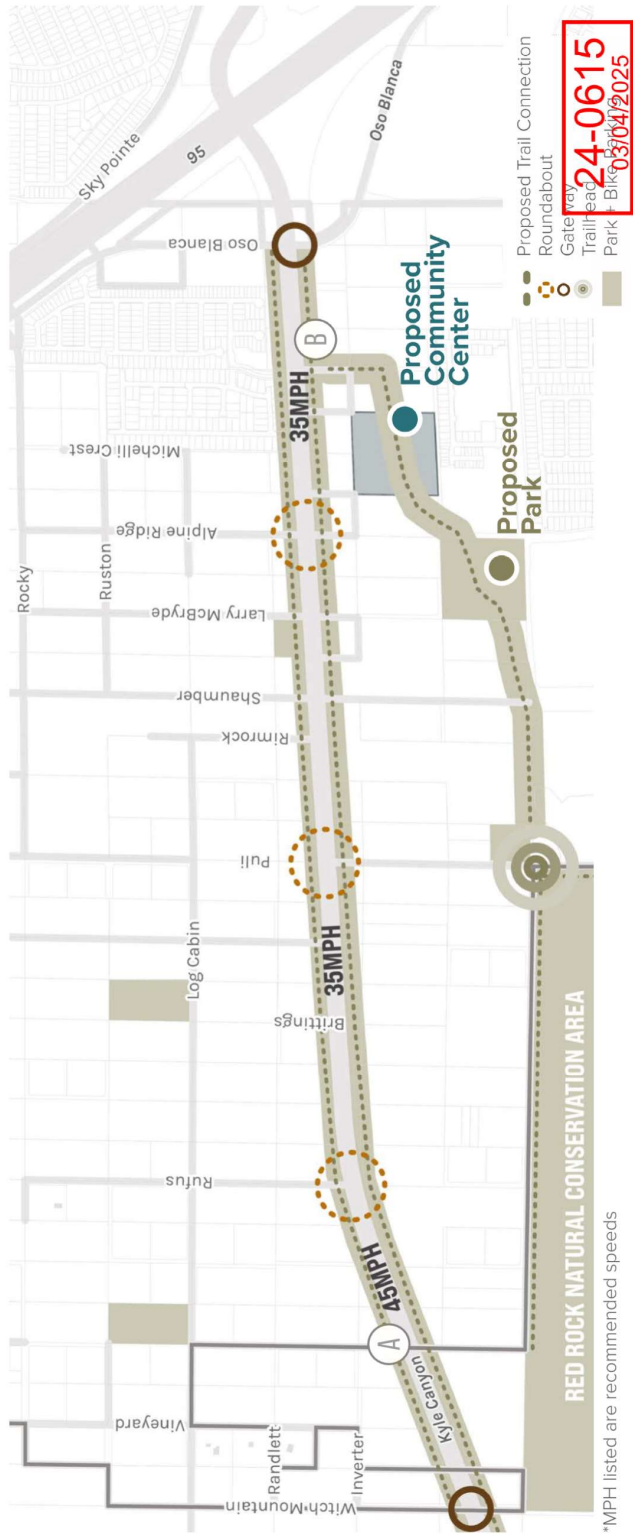 Sky Pointe
95
Oso Blanca
Oso Blanca
Rocky
Ruston
Michelli Crest
Alpine Ridge
Larry McBryde
Shaumber
Rimrock
Puli
Log Cabin
Brittings
Rufus
Vineyard
Randlett
Inverter
Witch Mountain
Kyle Canyon
35MPH
35MPH
45MPH
A
B
Proposed
Community
Center
Proposed
Park
RED ROCK NATURAL CONSERVATION AREA
*MPH listed are recommended speeds
Proposed Trail Connection
Roundabout
Gateway
Trailhead
Park + Bike Parking
24-0615
03/04/2025